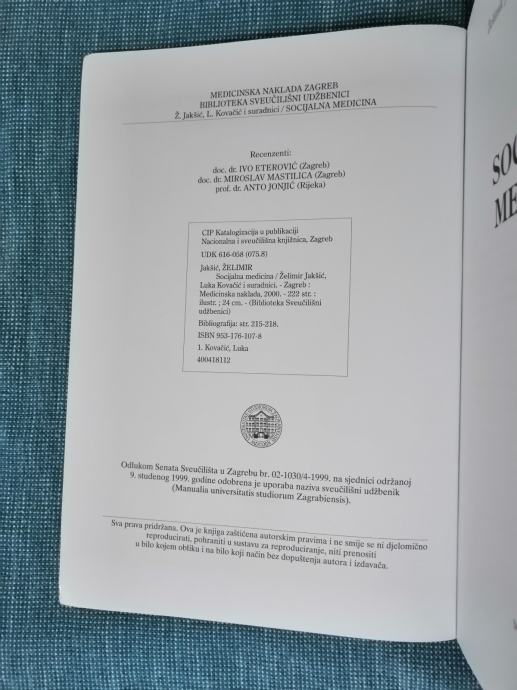 MEDICINSKA NAKLADA ZAGREB
BIBLIOTEKA SVEUČILIŠNI UDŽBENICI
Ž. Jakšić, L. Kovačić i suradnici / SOCIJALNA MEDICINA
Recenzenti:
doc. dr. IVO ETEROVIĆ (Zagreb)
doc. dr. MIROSLAV MASTILICA (Zagreb)
prof. dr. ANTO JONJIĆ (Rijeka)
CIP Katalogizacija u publikaciji
Nacionalna i sveučilišna knjižnica, Zagreb
UDK 616-058 (075.8)
Jakšić, ŽELIMIR
Socijalna medicina / Želimir Jakšić,
Luka Kovačić i suradnici. - Zagreb :
Medicinska naklada, 2000. - 222 str. :
ilustr. ; 24 cm. - (Biblioteka Sveučilišni
udžbenici)
Bibliografija: str. 215-218.
ISBN 953-176-107-8
1. Kovačić, Luka
400418112
Odlukom Senata Sveučilišta u Zagrebu br. 02-1030/4-1999. na sjednici održanoj
9. studenog 1999. godine odobrena je uporaba naziva sveučilišni udžbenik
(Manualia universitatis studiorum Zagrabiensis).
Sva prava pridržana. Ova je knjiga zaštićena autorskim pravima i ne smije se ni djelomično
reproducirati, pohraniti u sustavu za reproduciranje, niti prenositi
u bilo kojem obliku i na bilo koji način bez dopuštenja autora i izdavača.
SOC
ME